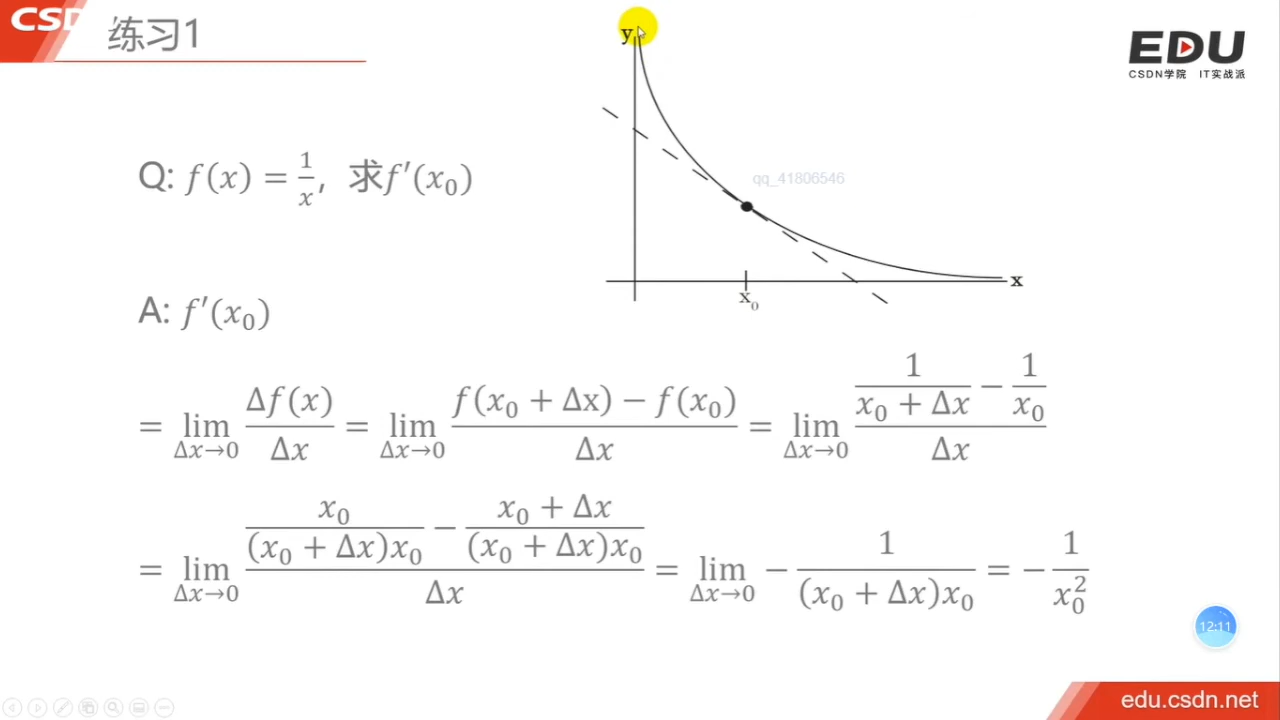 CSD
练习1
EDU
CSDN学院 IT实战派
y
qq_41806546
x
x₀
Q: f(x) = 1/x, 求f′(x₀)
A: f′(x₀)
= lim_{Δx→0} Δf(x)/Δx = lim_{Δx→0} (f(x₀ + Δx) − f(x₀))/Δx = lim_{Δx→0} (1/(x₀ + Δx) − 1/x₀)/Δx
= lim_{Δx→0} (x₀/((x₀ + Δx)x₀) − (x₀ + Δx)/((x₀ + Δx)x₀))/Δx = lim_{Δx→0} − 1/((x₀ + Δx)x₀) = − 1/x₀²
12:11
edu.csdn.net